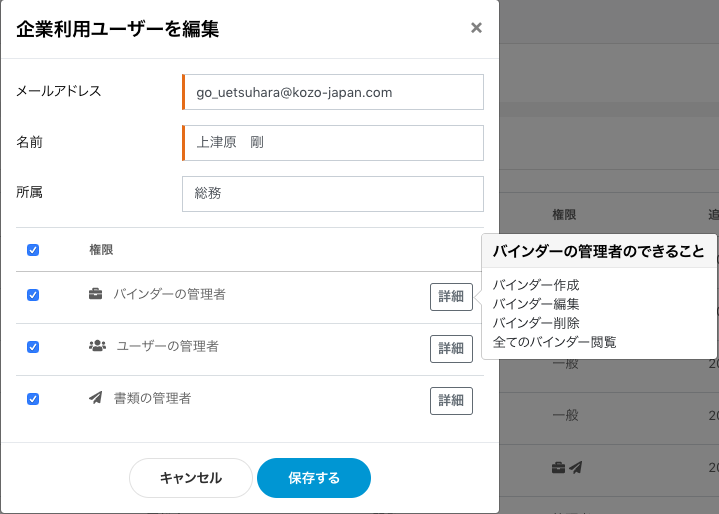 企業利用ユーザーを編集
×
メールアドレス
go_uetsuhara@kozo-japan.com
名前
上津原　剛
所属
総務
権限
バインダーの管理者
詳細
ユーザーの管理者
詳細
書類の管理者
詳細
キャンセル
保存する
バインダーの管理者のできること
バインダー作成
バインダー編集
バインダー削除
全てのバインダー閲覧
権限
追
一般
一般
20
20